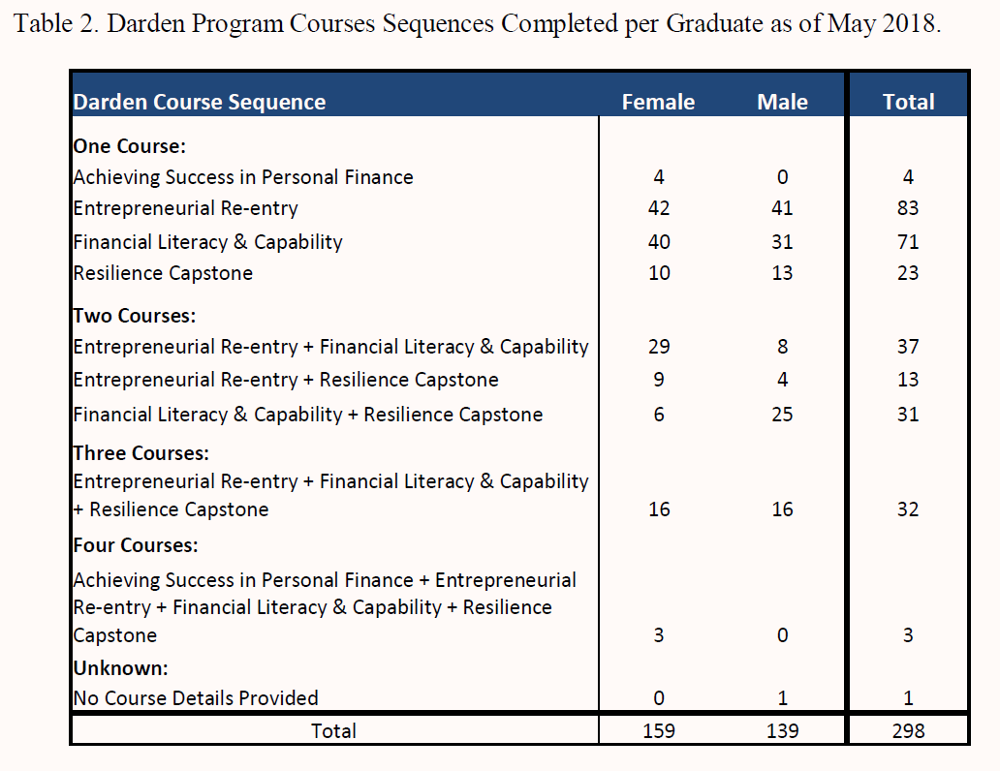 Table 2. Darden Program Courses Sequences Completed per Graduate as of May 2018.
Darden Course Sequence Female Male Total
One Course:
Achieving Success in Personal Finance 4 0 4
Entrepreneurial Re-entry 42 41 83
Financial Literacy & Capability 40 31 71
Resilience Capstone 10 13 23
Two Courses:
Entrepreneurial Re-entry + Financial Literacy & Capability 29 8 37
Entrepreneurial Re-entry + Resilience Capstone 9 4 13
Financial Literacy & Capability + Resilience Capstone 6 25 31
Three Courses:
Entrepreneurial Re-entry + Financial Literacy & Capability
+ Resilience Capstone 16 16 32
Four Courses:
Achieving Success in Personal Finance + Entrepreneurial
Re-entry + Financial Literacy & Capability + Resilience
Capstone 3 0 3
Unknown:
No Course Details Provided 0 1 1
Total 159 139 298